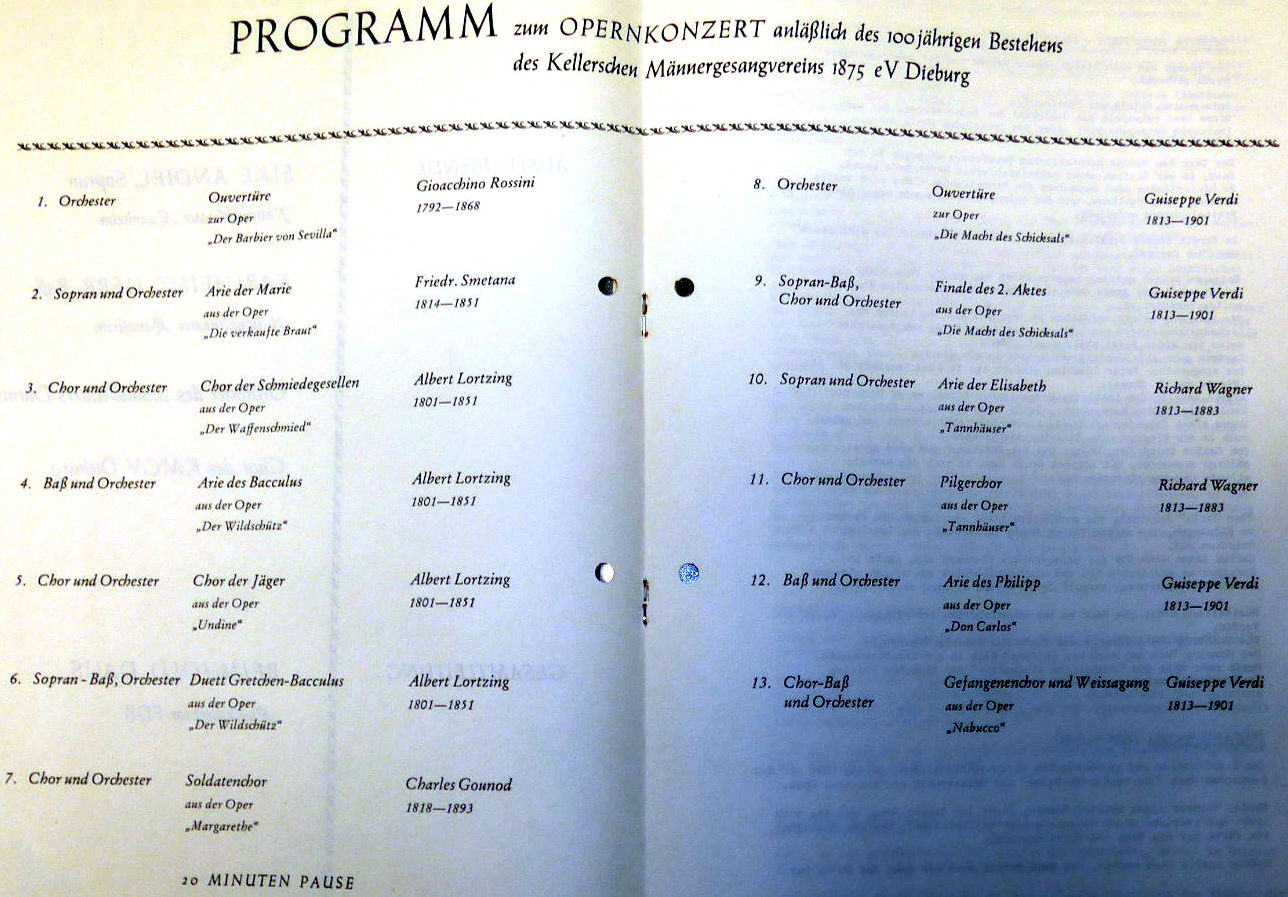 PROGRAMM zum OPERNKONZERT anläßlich des 100jährigen Bestehens
des Kellerschen Männergesangvereins 1875 eV Dieburg
1. Orchester Ouvertüre Gioacchino Rossini
zur Oper 1792—1868
„Der Barbier von Sevilla“
2. Sopran und Orchester Arie der Marie Friedr. Smetana
aus der Oper 1814—1851
„Die verkaufte Braut“
3. Chor und Orchester Chor der Schmiedegesellen Albert Lortzing
aus der Oper 1801—1851
„Der Waffenschmied“
4. Baß und Orchester Arie des Bacculus Albert Lortzing
aus der Oper 1801—1851
„Der Wildschütz“
5. Chor und Orchester Chor der Jäger Albert Lortzing
aus der Oper 1801—1851
„Undine“
6. Sopran - Baß, Orchester Duett Gretchen-Bacculus Albert Lortzing
aus der Oper 1801—1851
„Der Wildschütz“
7. Chor und Orchester Soldatenchor Charles Gounod
aus der Oper 1818—1893
„Margarethe“
20 MINUTEN PAUSE
8. Orchester Ouvertüre Guiseppe Verdi
zur Oper 1813—1901
„Die Macht des Schicksals“
9. Sopran-Baß, Finale des 2. Aktes Guiseppe Verdi
Chor und Orchester aus der Oper 1813—1901
„Die Macht des Schicksals“
10. Sopran und Orchester Arie der Elisabeth Richard Wagner
aus der Oper 1813—1883
„Tannhäuser“
11. Chor und Orchester Pilgerchor Richard Wagner
aus der Oper 1813—1883
„Tannhäuser“
12. Baß und Orchester Arie des Philipp Guiseppe Verdi
aus der Oper 1813—1901
„Don Carlos“
13. Chor-Baß Gefangenenchor und Weissagung Guiseppe Verdi
und Orchester aus der Oper 1813—1901
„Nabucco“